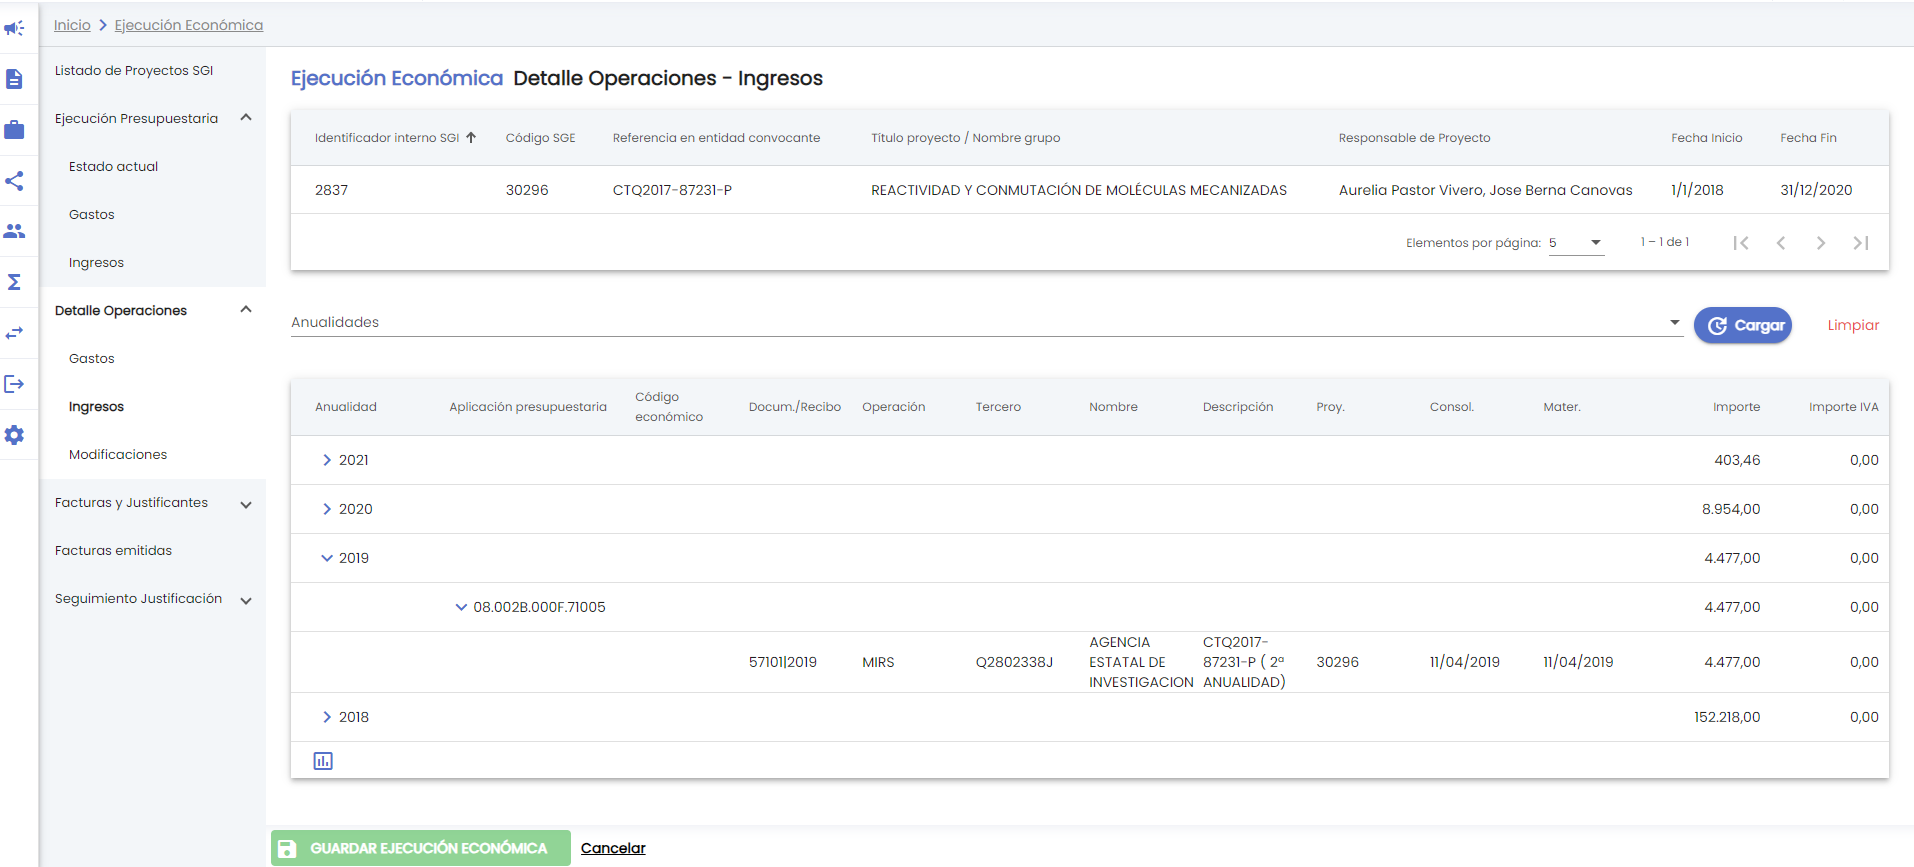 Inicio > Ejecución Económica
Listado de Proyectos SGI
Ejecución Presupuestaria
Estado actual
Gastos
Ingresos
Detalle Operaciones
Gastos
Ingresos
Modificaciones
Facturas y Justificantes
Facturas emitidas
Seguimiento Justificación
Ejecución Económica Detalle Operaciones - Ingresos
Identificador interno SGI Código SGE Referencia en entidad convocante Título proyecto / Nombre grupo Responsable de Proyecto Fecha Inicio Fecha Fin
2837 30296 CTQ2017-87231-P REACTIVIDAD Y CONMUTACIÓN DE MOLÉCULAS MECANIZADAS Aurelia Pastor Vivero, Jose Berna Canovas 1/1/2018 31/12/2020
Elementos por página: 5 1 – 1 de 1
Anualidades Cargar Limpiar
Anualidad Aplicación presupuestaria Código económico Docum./Recibo Operación Tercero Nombre Descripción Proy. Consol. Mater. Importe Importe IVA
2021 403,46 0,00
2020 8.954,00 0,00
2019 4.477,00 0,00
08.002B.000F.71005 4.477,00 0,00
57101|2019 MIRS Q2802338J AGENCIA ESTATAL DE INVESTIGACION CTQ2017-87231-P ( 2ª ANUALIDAD) 30296 11/04/2019 11/04/2019 4.477,00 0,00
2018 152.218,00 0,00
GUARDAR EJECUCIÓN ECONÓMICA Cancelar